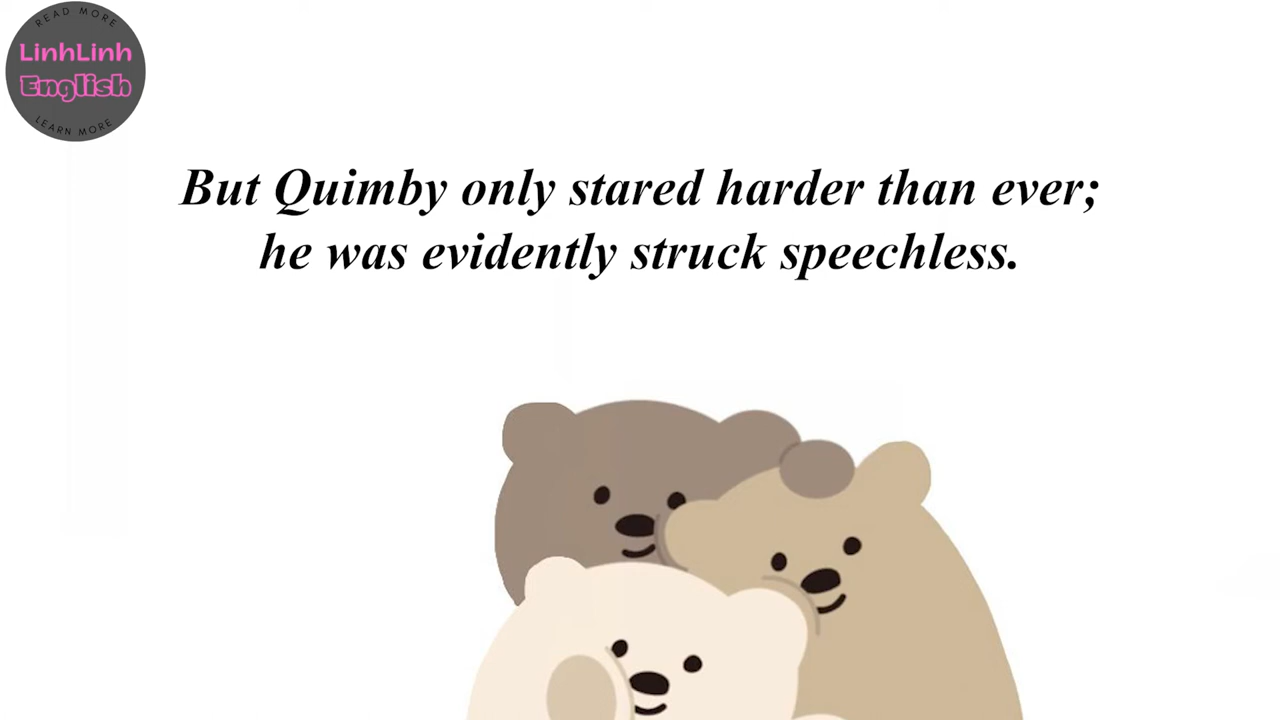 READ MORE
LinhLinh
English
LEARN MORE
But Quimby only stared harder than ever;
he was evidently struck speechless.